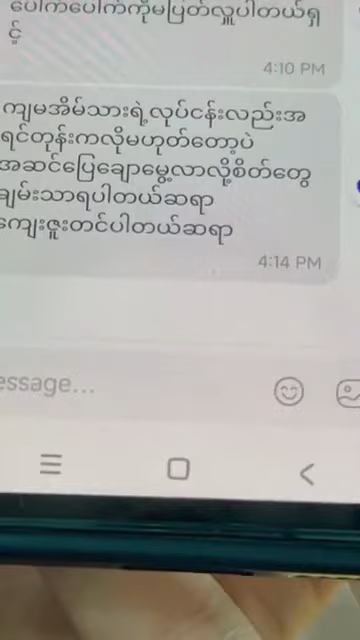 ပေါက်ပေါက်ကိုမပြတ်လှူပါတယ်ရှ
င့်
4:10 PM
ကျမအိမ်သားရဲ့လုပ်ငန်းလည်းအ
ရင်တုန်းကလိုမဟုတ်တော့ပဲ
အဆင်ပြေချောမွေ့လာလို့စိတ်တွေ
ချမ်းသာရပါတယ်ဆရာ
ကျေးဇူးတင်ပါတယ်ဆရာ
4:14 PM
essage...